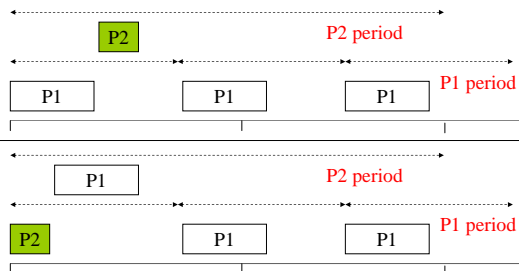 P2
P2 period
P1 P1 P1
P1 period
P1
P2 period
P2 P1 P1
P1 period